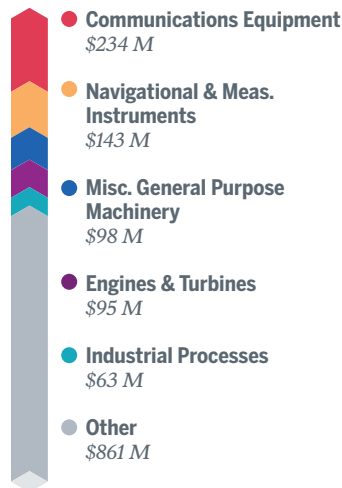 Communications Equipment
$234 M
Navigational & Meas.
Instruments
$143 M
Misc. General Purpose
Machinery
$98 M
Engines & Turbines
$95 M
Industrial Processes
$63 M
Other
$861 M